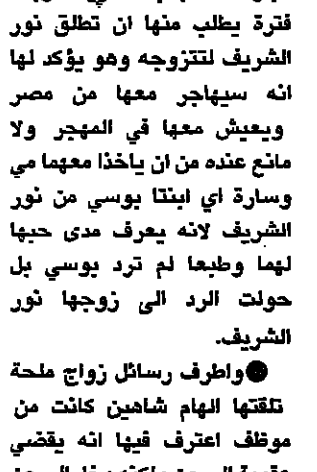 فترة يطلب منها ان تطلق نور
الشريف لتتزوجه وهو يؤكد لها
انه سيهاجر معها من مصر
ويعيش معها في المهجر ولا
مانع عنده من ان ياخذا معهما مي
وسارة اي ابنتا بوسي من نور
الشريف لانه يعرف مدى حبها
لهما وطبعا لم ترد بوسي بل
حولت الرد الى زوجها نور
الشريف.
●واطرف رسائل زواج ملحة
تلقتها الهام شاهين كانت من
موظف اعترف فيها انه يقضي